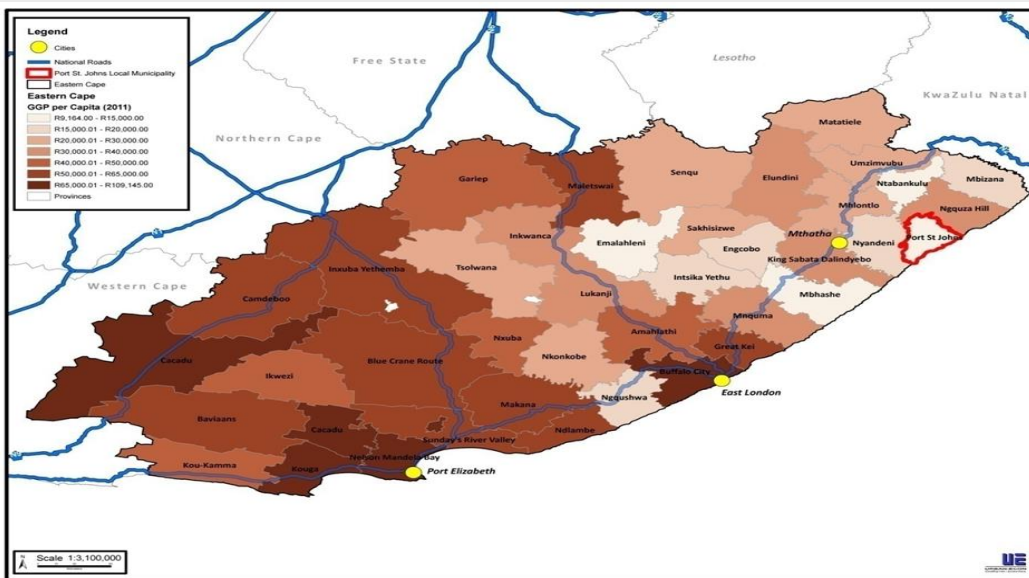 Legend
Cities
National Roads
Port St. Johns Local Municipality
Eastern Cape
Eastern Cape
GGP per Capita (2011)
R9,164.00 - R15,000.00
R15,000.01 - R20,000.00
R20,000.01 - R30,000.00
R30,000.01 - R40,000.00
R40,000.01 - R50,000.00
R50,000.01 - R65,000.00
R65,000.01 - R109,145.00
Provinces
Free State
Lesotho
KwaZulu Natal
Northern Cape
Western Cape
Matatiele
Umzimvubu
Ntabankulu
Mbizana
Gariep
Maletswai
Senqu
Elundini
Mhlontlo
Ngquza Hill
Port St Johns
Inkwanca
Emalahleni
Sakhisizwe
Mthatha
Nyandeni
Engcobo
King Sabata Dalindyebo
Inxuba Yethemba
Tsolwana
Intsika Yethu
Camdeboo
Lukanji
Mbhashe
Mnquma
Amahlathi
Great Kei
Nxuba
Cacadu
Blue Crane Route
Nkonkobe
Ikwezi
Buffalo City
East London
Ngqushwa
Makana
Baviaans
Cacadu
Ndlambe
Sunday's River Valley
Nelson Mandela Bay
Kou-Kamma
Kouga
Port Elizabeth
N
Scale 1:3,100,000
UE